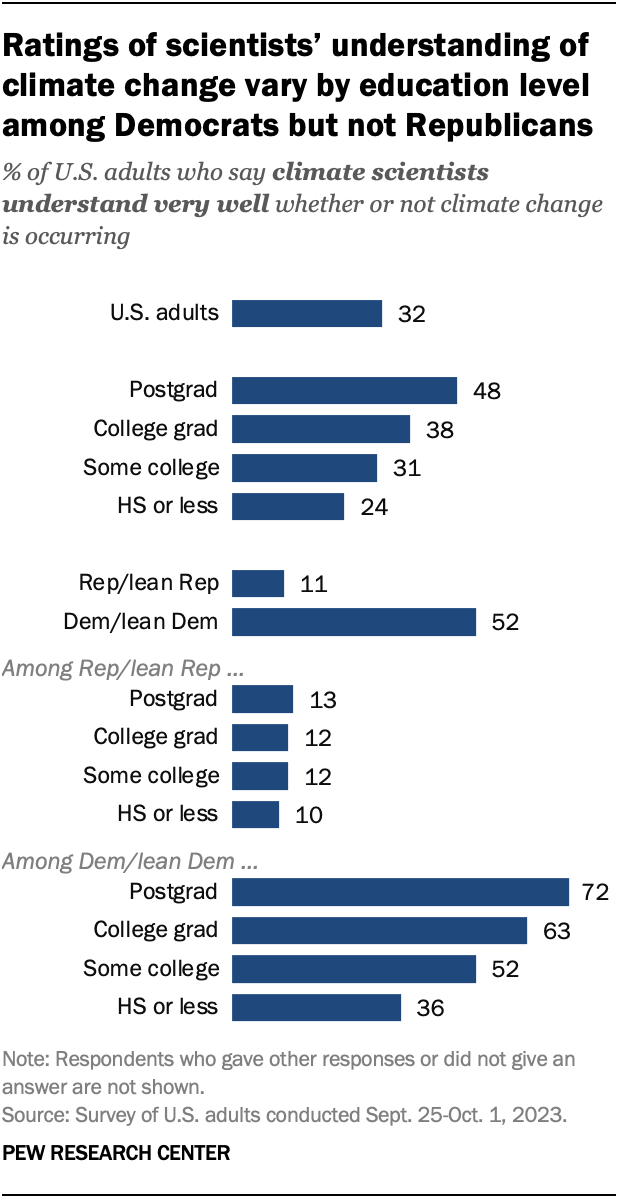 Ratings of scientists’ understanding of
climate change vary by education level
among Democrats but not Republicans
% of U.S. adults who say climate scientists
understand very well whether or not climate change
is occurring
U.S. adults 32
Postgrad 48
College grad 38
Some college 31
HS or less 24
Rep/lean Rep 11
Dem/lean Dem 52
Among Rep/lean Rep ...
Postgrad 13
College grad 12
Some college 12
HS or less 10
Among Dem/lean Dem ...
Postgrad 72
College grad 63
Some college 52
HS or less 36
Note: Respondents who gave other responses or did not give an
answer are not shown.
Source: Survey of U.S. adults conducted Sept. 25-Oct. 1, 2023.
PEW RESEARCH CENTER